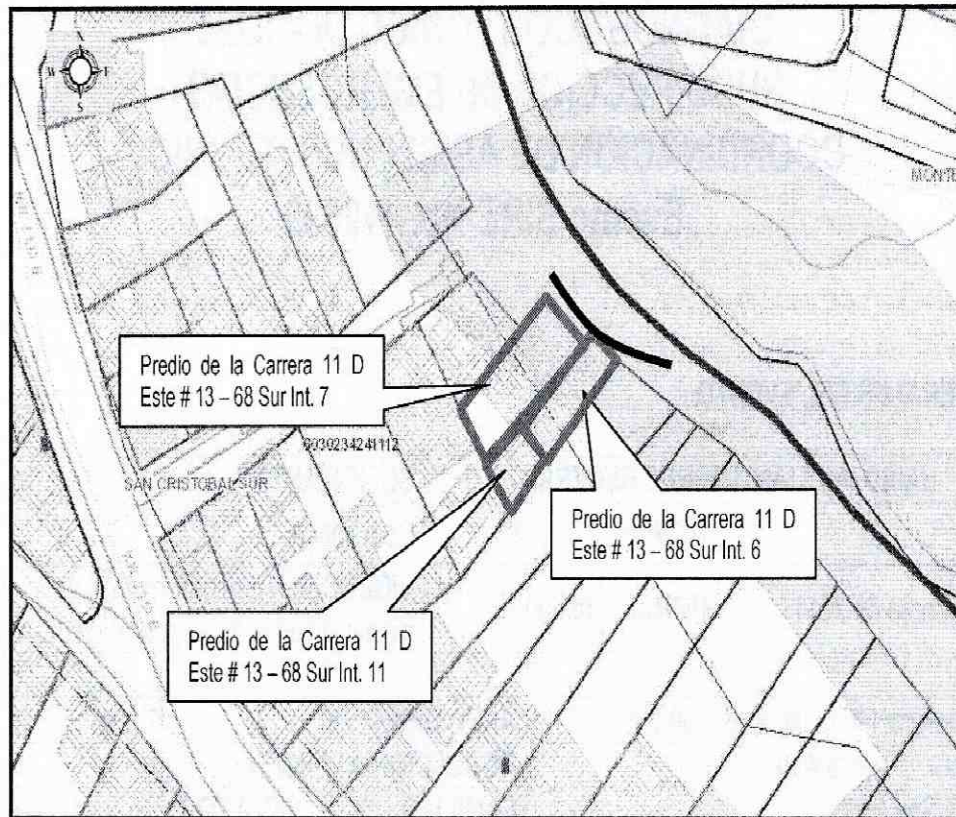 N
W E
S
MONTE
Predio de la Carrera 11 D
Este # 13 – 68 Sur Int. 7
0030234241112
SAN CRISTOBAL SUR
Predio de la Carrera 11 D
Este # 13 – 68 Sur Int. 6
Predio de la Carrera 11 D
Este # 13 – 68 Sur Int. 11